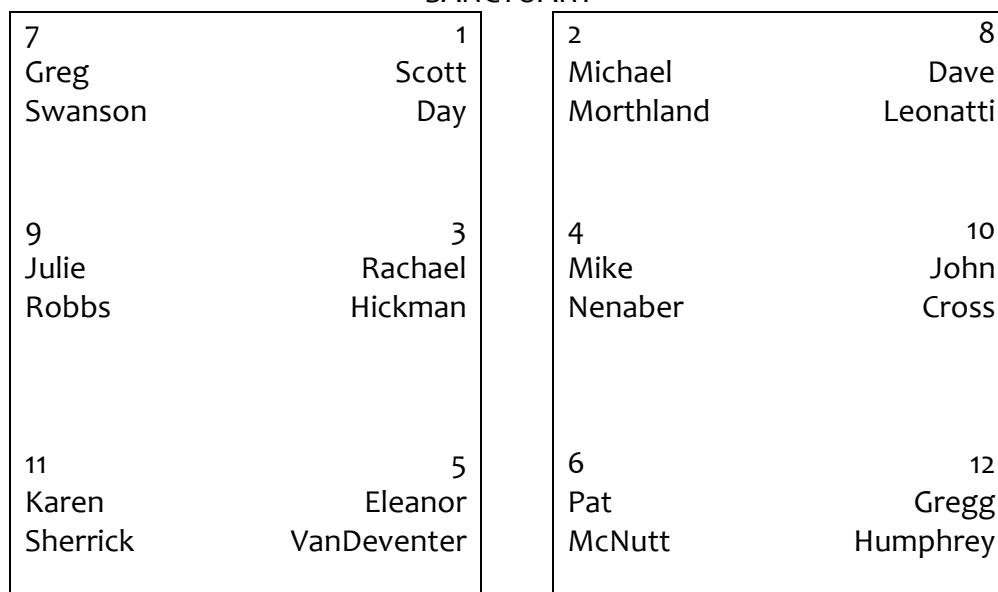 SANCTUARY
7 1 2 8
Greg Scott Michael Dave
Swanson Day Morthland Leonatti
9 3 4 10
Julie Rachael Mike John
Robbs Hickman Nenaber Cross
11 5 6 12
Karen Eleanor Pat Gregg
Sherrick VanDeventer McNutt Humphrey